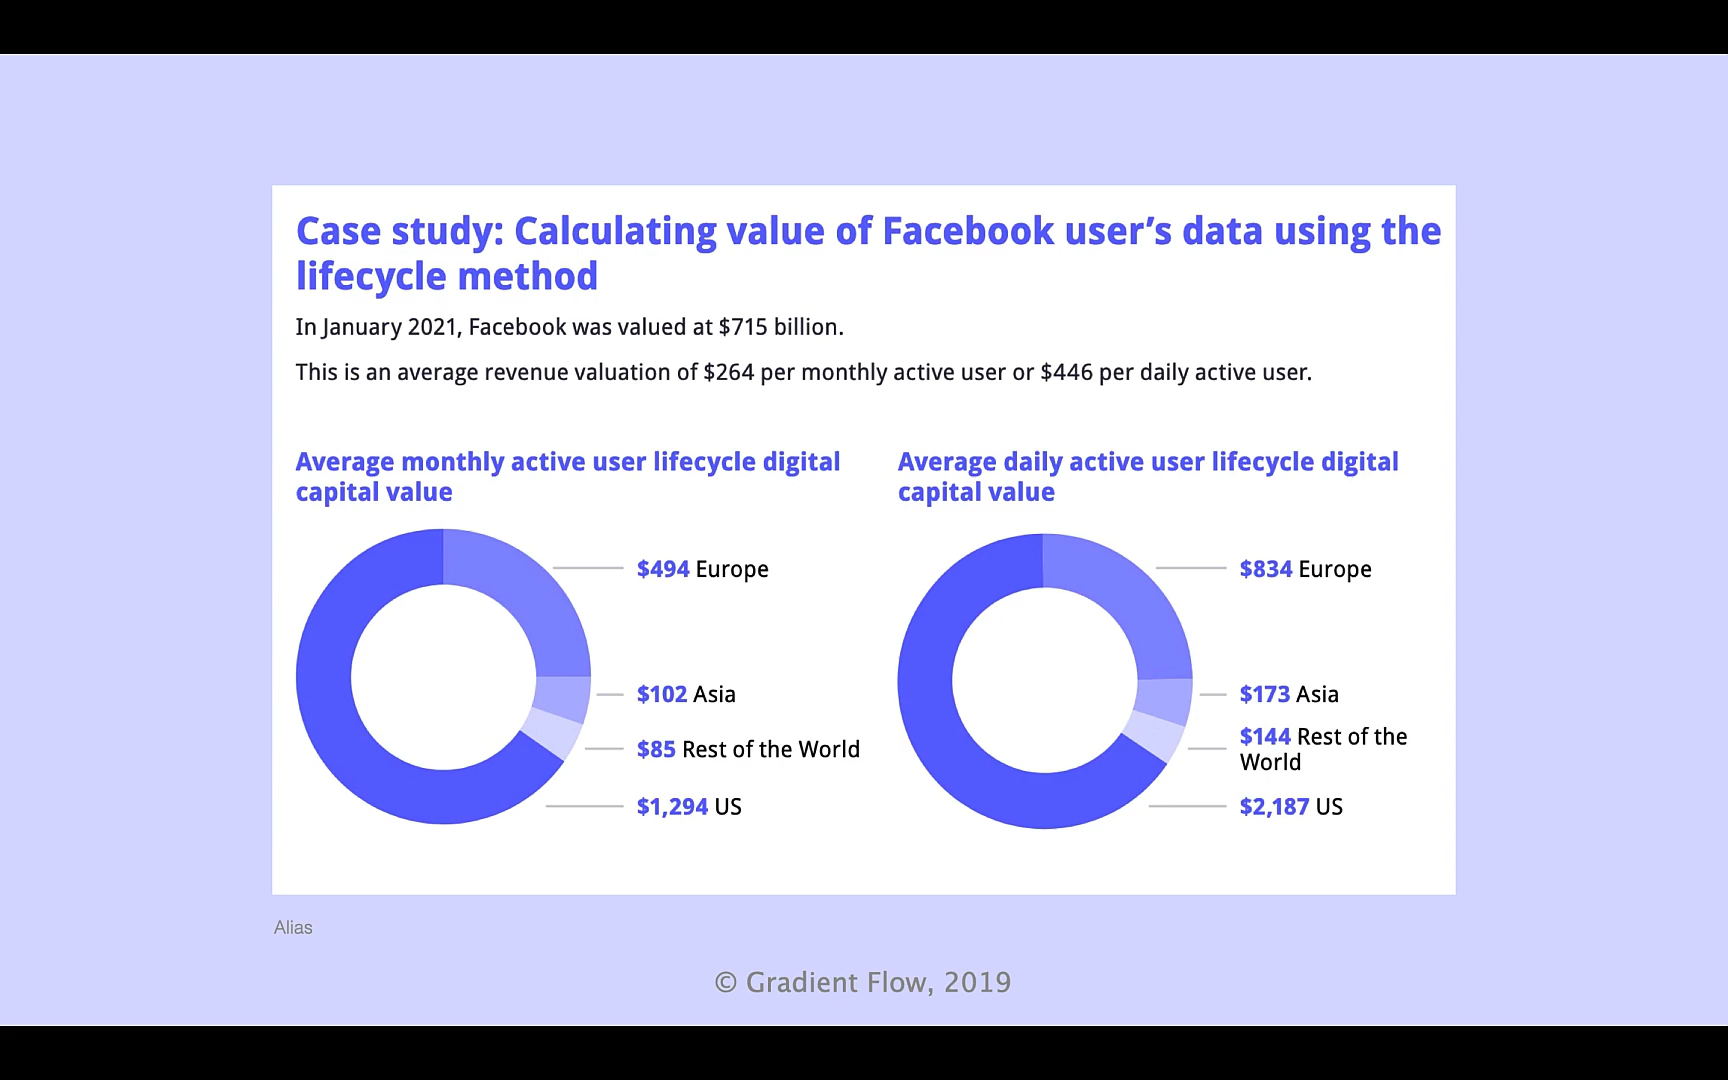 Case study: Calculating value of Facebook user’s data using the
lifecycle method
In January 2021, Facebook was valued at $715 billion.
This is an average revenue valuation of $264 per monthly active user or $446 per daily active user.
Average monthly active user lifecycle digital
capital value
$494 Europe
$102 Asia
$85 Rest of the World
$1,294 US
Average daily active user lifecycle digital
capital value
$834 Europe
$173 Asia
$144 Rest of the
World
$2,187 US
Alias
© Gradient Flow, 2019